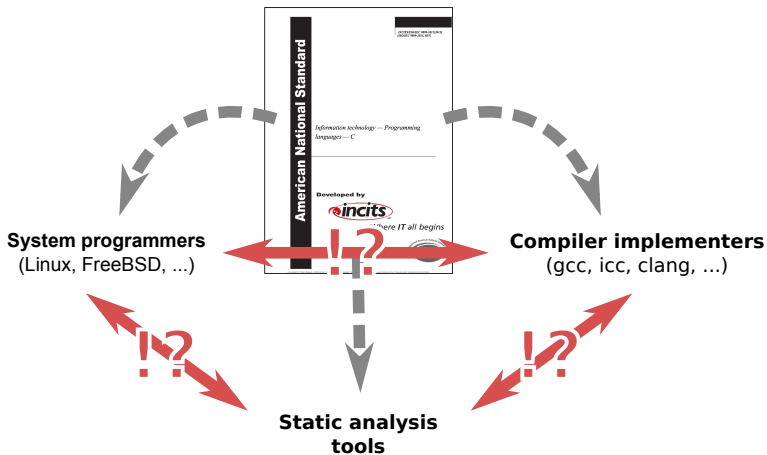 American National Standard
Information technology — Programming
languages — C
Developed by
incits
here IT all begins
System programmers
(Linux, FreeBSD, ...)
!?
Compiler implementers
(gcc, icc, clang, ...)
!?
!?
Static analysis
tools